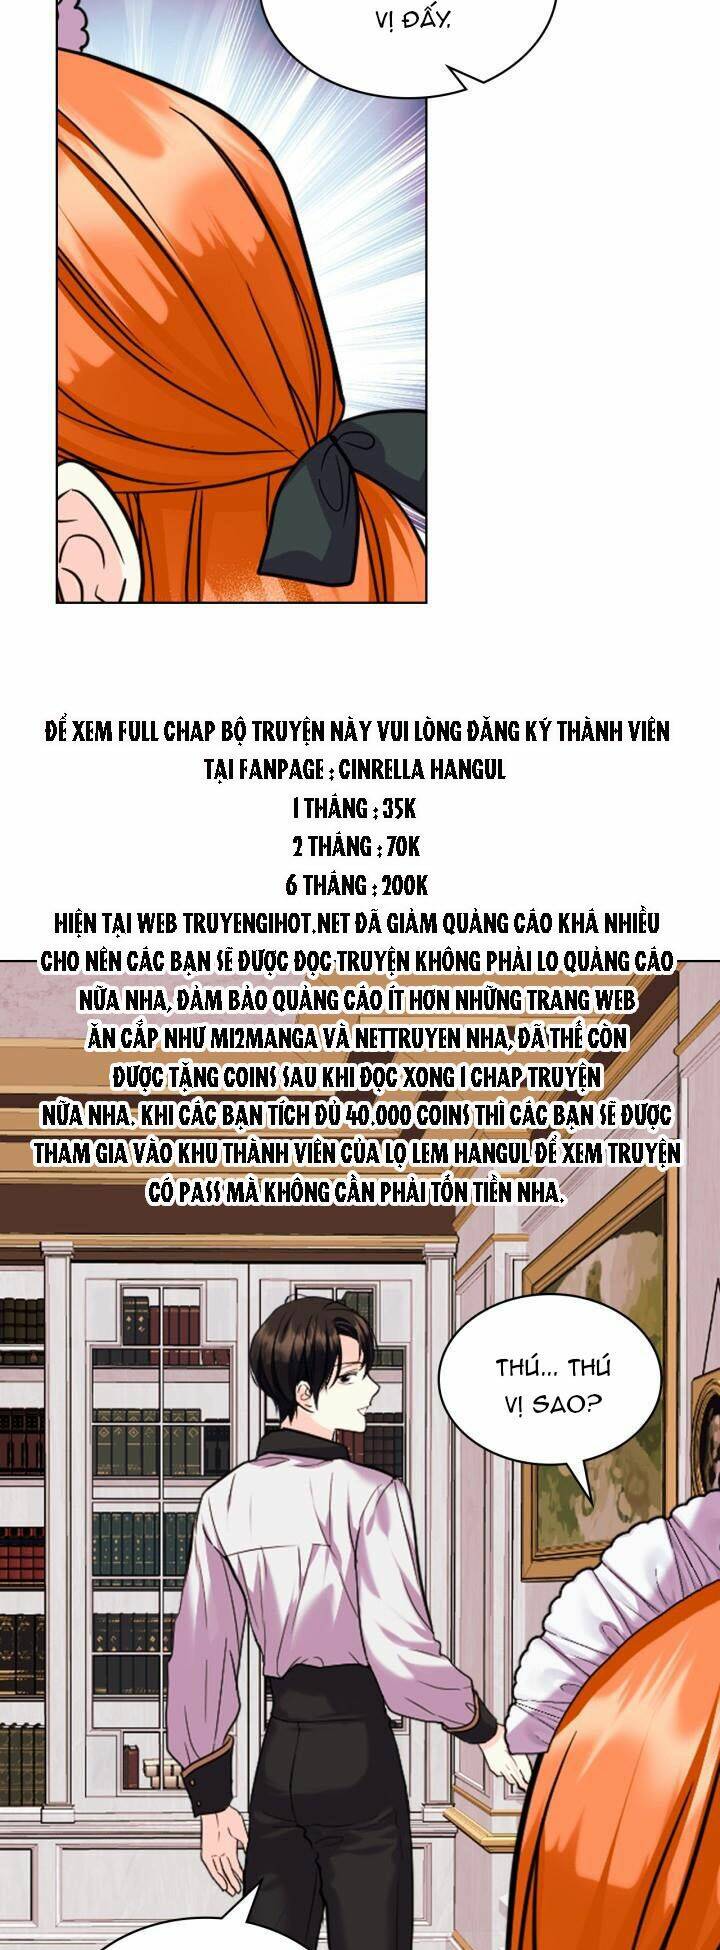 VỊ ĐẤY.
ĐỂ XEM FULL CHAP BỘ TRUYỆN NÀY VUI LÒNG ĐĂNG KÝ THÀNH VIÊN
TẠI FANPAGE : CINRELLA HANGUL
1 THÁNG : 35K
2 THÁNG : 70K
6 THÁNG : 200K
HIỆN TẠI WEB TRUYENGIHOT.NET ĐÃ GIẢM QUẢNG CÁO KHÁ NHIỀU
CHO NÊN CÁC BẠN SẼ ĐƯỢC ĐỌC TRUYỆN KHÔNG PHẢI LO QUẢNG CÁO
NỮA NHA, ĐẢM BẢO QUẢNG CÁO ÍT HƠN NHỮNG TRANG WEB
ĂN CẮP NHƯ MI2MANGA VÀ NETTRUYEN NHA, ĐÃ THẾ CÒN
ĐƯỢC TẶNG COINS SAU KHI ĐỌC XONG 1 CHAP TRUYỆN
NỮA NHA. KHI CÁC BẠN TÍCH ĐỦ 40.000 COINS THÌ CÁC BẠN SẼ ĐƯỢC
THAM GIA VÀO KHU THÀNH VIÊN CỦA LỌ LEM HANGUL ĐỂ XEM TRUYỆN
CÓ PASS MÀ KHÔNG CẦN PHẢI TỐN TIỀN NHA.
THÚ... THÚ
VỊ SAO?